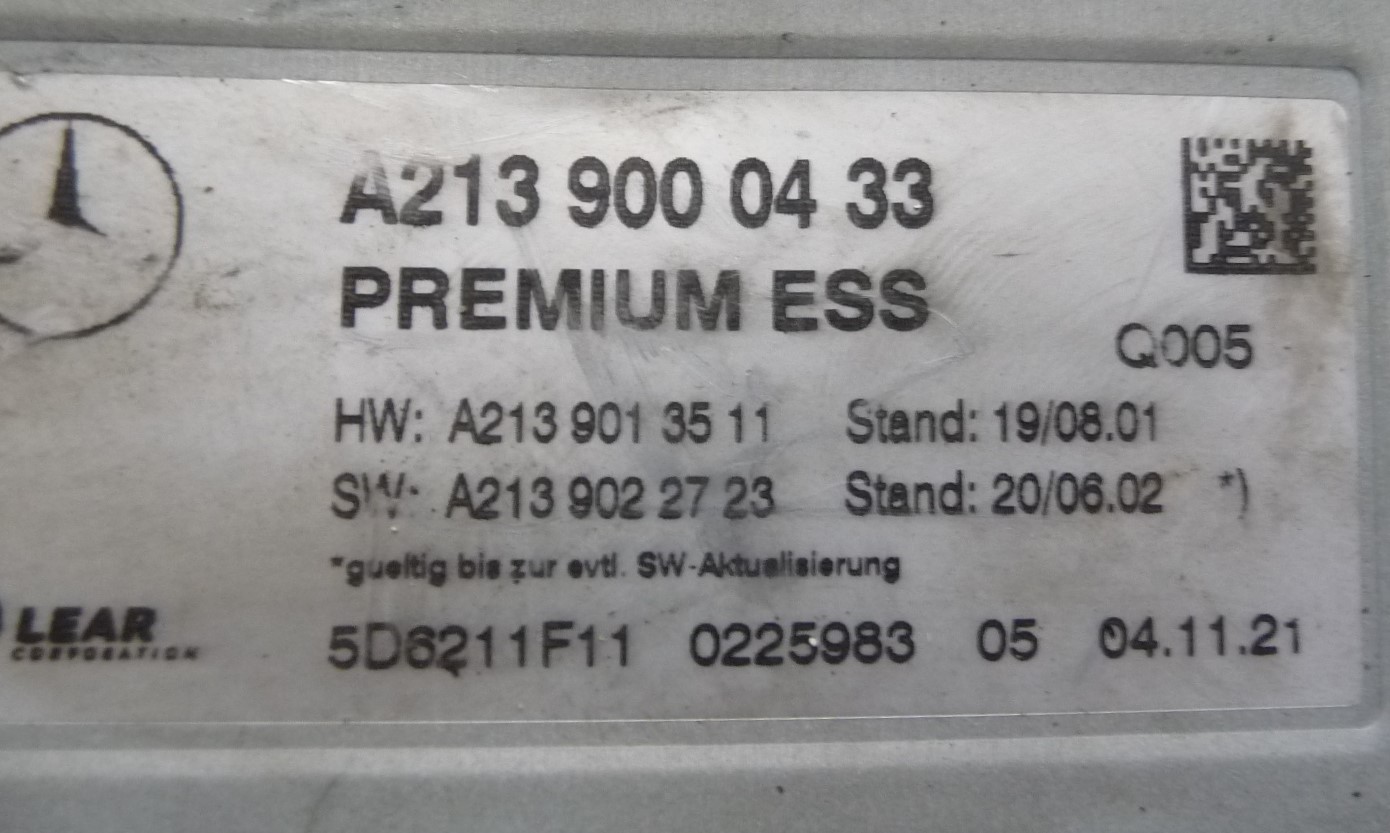 A213 900 04 33
PREMIUM ESS
Q005
HW: A213 901 35 11 Stand: 19/08.01
SW: A213 902 27 23 Stand: 20/06.02 *)
*gueltig bis zur evtl. SW-Aktualisierung
LEAR
CORPORATION
5D6211F11 0225983 05 04.11.21